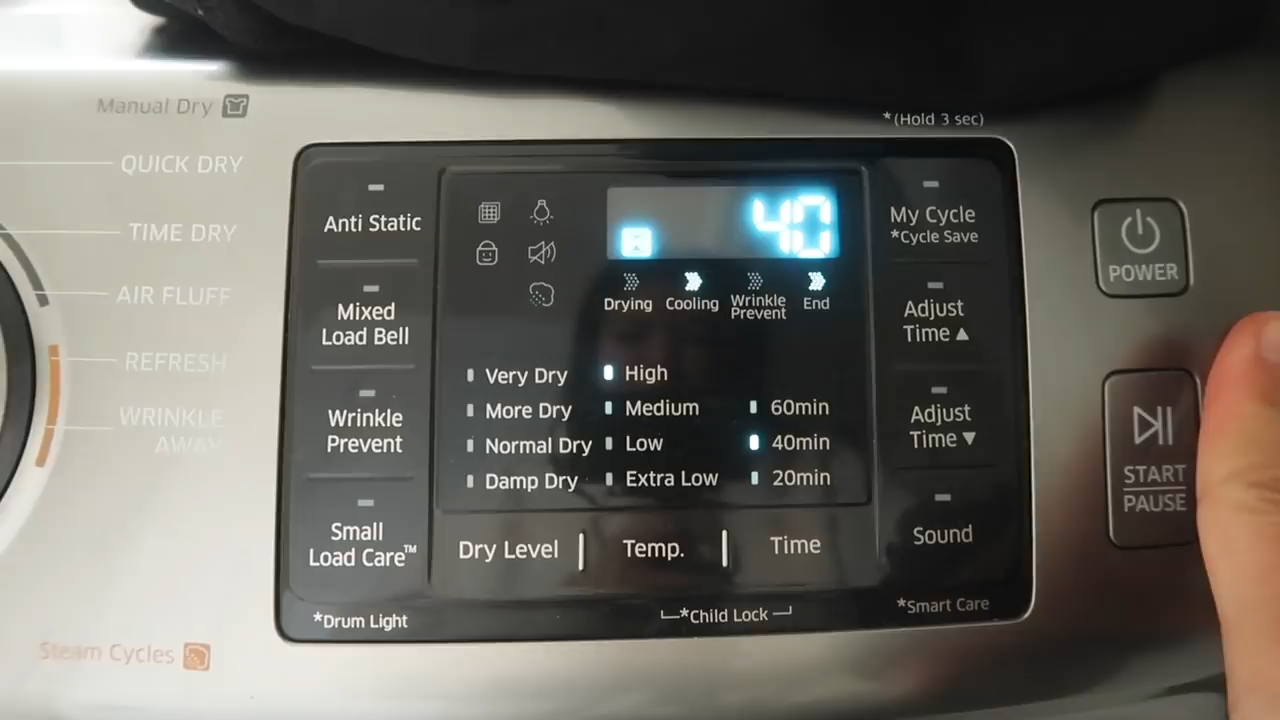 Manual Dry
*(Hold 3 sec)
QUICK DRY
TIME DRY
AIR FLUFF
REFRESH
WRINKLE
AWAY
Steam Cycles
Anti Static
Mixed
Load Bell
Wrinkle
Prevent
Small
Load Care™
*Drum Light
40
Drying
Cooling
Wrinkle
Prevent
End
Very Dry
More Dry
Normal Dry
Damp Dry
High
Medium
Low
Extra Low
60min
40min
20min
Dry Level
Temp.
Time
*Child Lock
My Cycle
*Cycle Save
Adjust
Time ▲
Adjust
Time ▼
Sound
*Smart Care
POWER
START
PAUSE